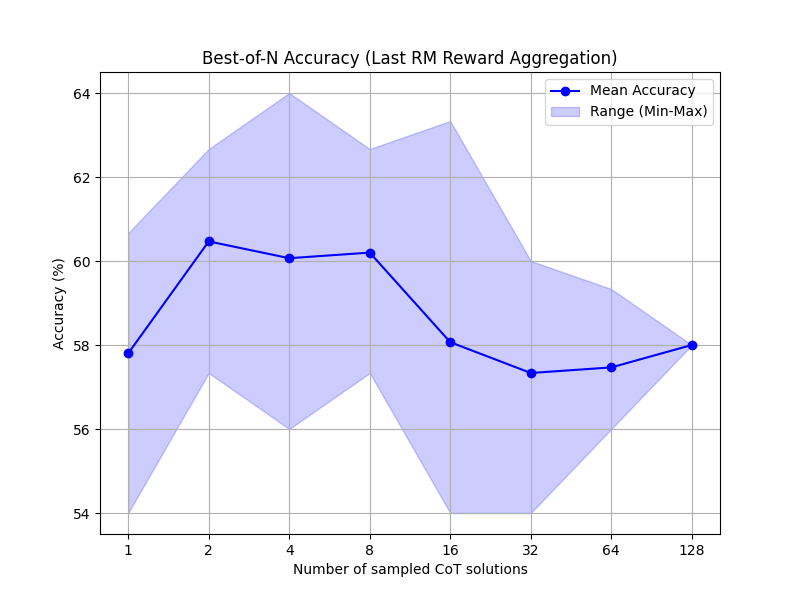 Best-of-N Accuracy (Last RM Reward Aggregation)
Mean Accuracy
Range (Min-Max)
Accuracy (%)
64
62
60
58
56
54
1 2 4 8 16 32 64 128
Number of sampled CoT solutions